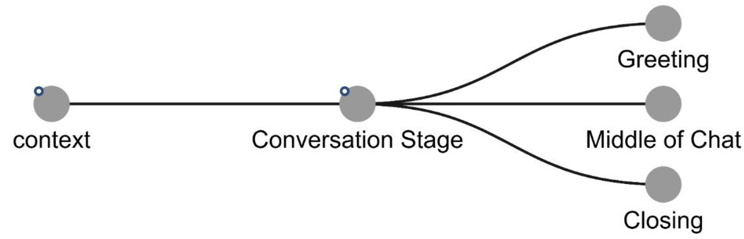 Greeting
context
Conversation Stage
Middle of Chat
Closing